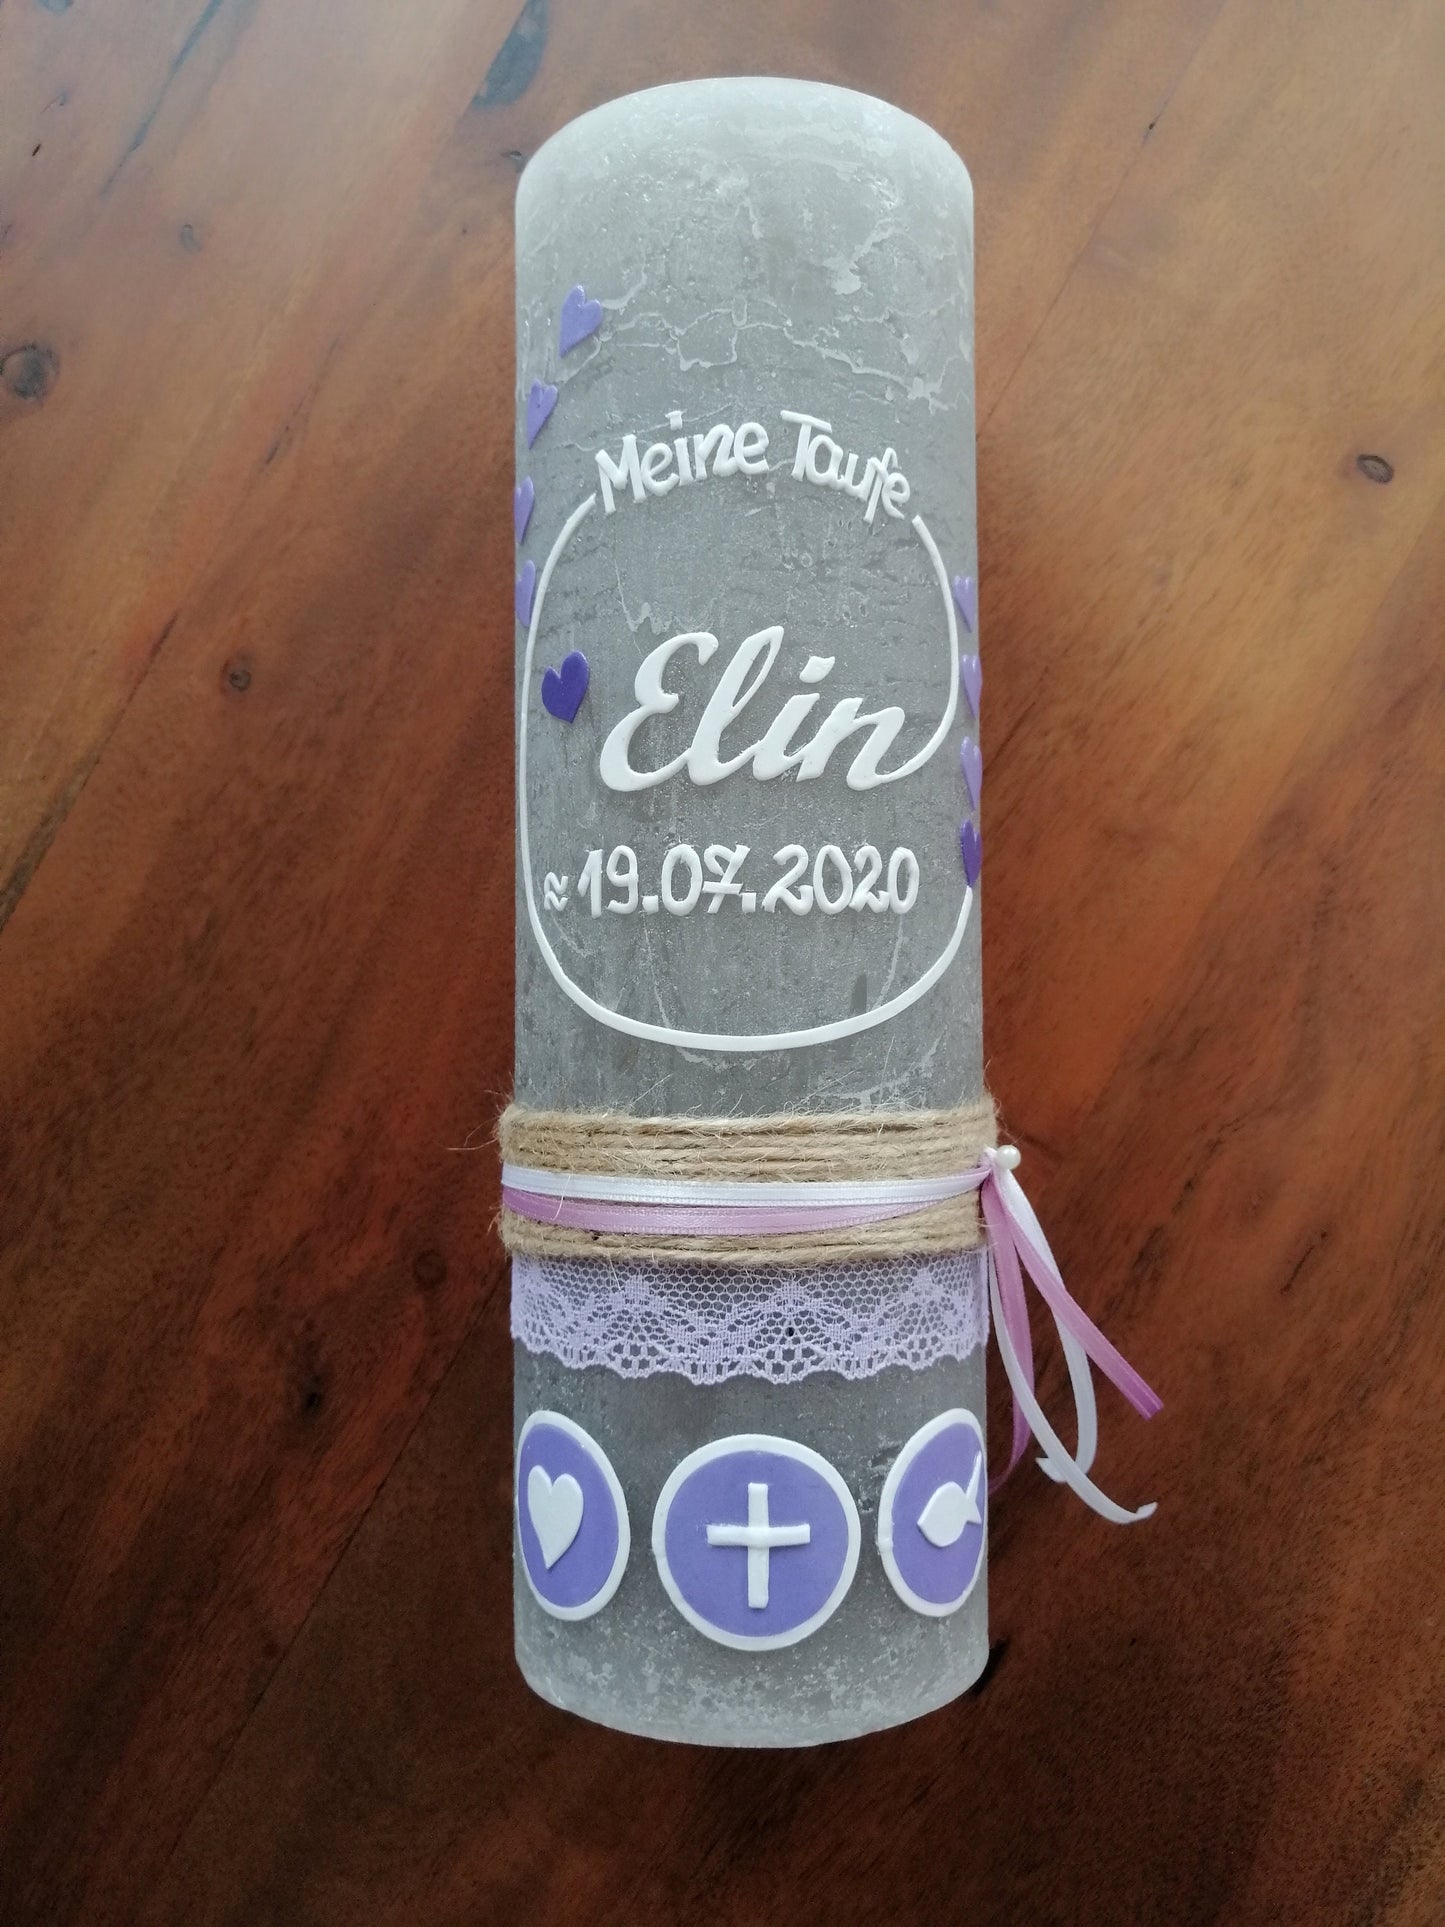 Meine Taufe
Elin
≈ 19.07.2020